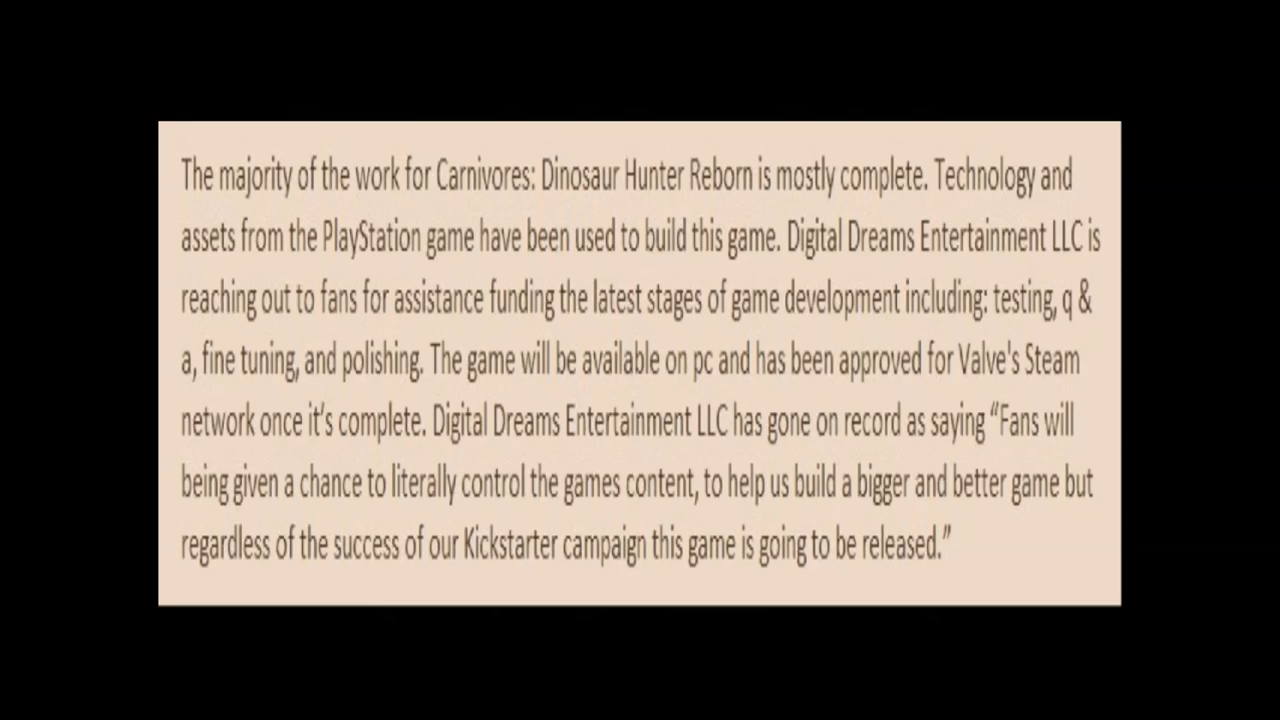 The majority of the work for Carnivores: Dinosaur Hunter Reborn is mostly complete. Technology and
assets from the PlayStation game have been used to build this game. Digital Dreams Entertainment LLC is
reaching out to fans for assistance funding the latest stages of game development including: testing, q &
a, fine tuning, and polishing. The game will be available on pc and has been approved for Valve's Steam
network once it’s complete. Digital Dreams Entertainment LLC has gone on record as saying “Fans will
being given a chance to literally control the games content, to help us build a bigger and better game but
regardless of the success of our Kickstarter campaign this game is going to be released.”